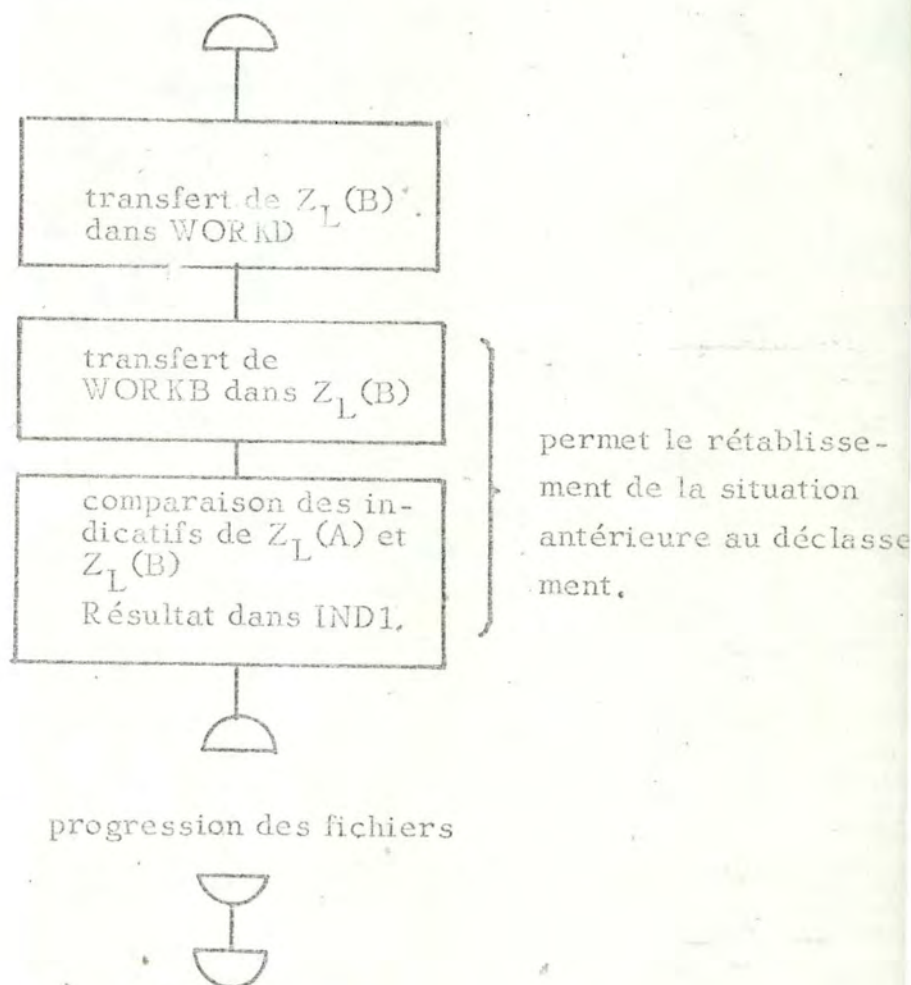 transfert de Z_L(B)
dans WORKD
transfert de
WORKB dans Z_L(B)
comparaison des in-
dicatifs de Z_L(A) et
Z_L(B)
Résultat dans IND1.
permet le rétablisse-
ment de la situation
antérieure au déclasse
ment.
progression des fichiers